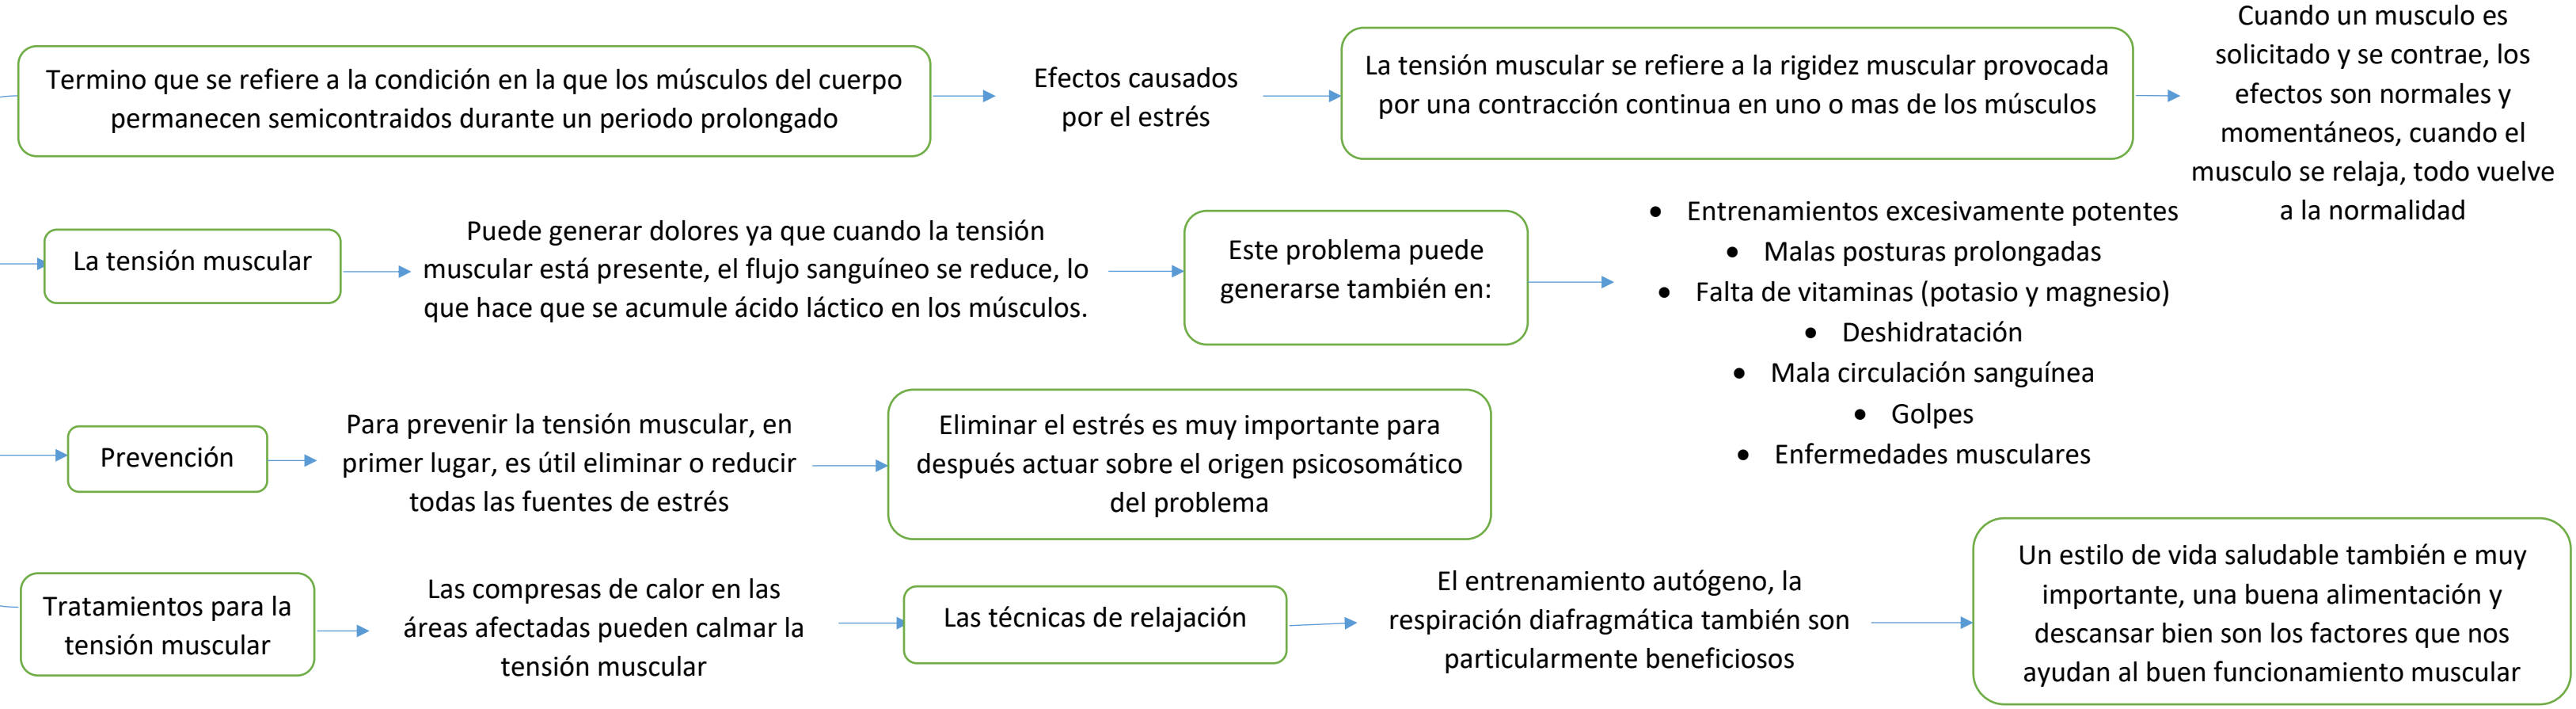 Termino que se refiere a la condición en la que los músculos del cuerpo
permanecen semicontraidos durante un periodo prolongado
Efectos causados
por el estrés
La tensión muscular se refiere a la rigidez muscular provocada
por una contracción continua en uno o mas de los músculos
Cuando un musculo es
solicitado y se contrae, los
efectos son normales y
momentáneos, cuando el
musculo se relaja, todo vuelve
a la normalidad
La tensión muscular
Puede generar dolores ya que cuando la tensión
muscular está presente, el flujo sanguíneo se reduce, lo
que hace que se acumule ácido láctico en los músculos.
Este problema puede
generarse también en:
• Entrenamientos excesivamente potentes
• Malas posturas prolongadas
• Falta de vitaminas (potasio y magnesio)
• Deshidratación
• Mala circulación sanguínea
• Golpes
• Enfermedades musculares
Prevención
Para prevenir la tensión muscular, en
primer lugar, es útil eliminar o reducir
todas las fuentes de estrés
Eliminar el estrés es muy importante para
después actuar sobre el origen psicosomático
del problema
Tratamientos para la
tensión muscular
Las compresas de calor en las
áreas afectadas pueden calmar la
tensión muscular
Las técnicas de relajación
El entrenamiento autógeno, la
respiración diafragmática también son
particularmente beneficiosos
Un estilo de vida saludable también e muy
importante, una buena alimentación y
descansar bien son los factores que nos
ayudan al buen funcionamiento muscular